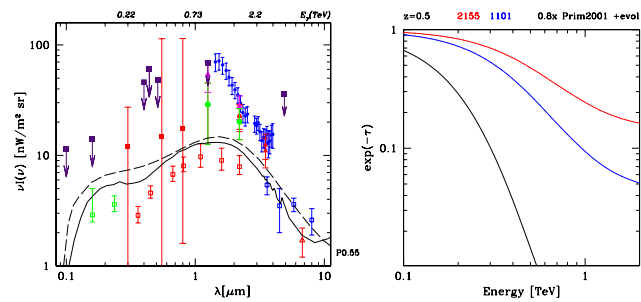 0.22 0.73 2.2 Eγ(TeV)
z=0.5 2155 1101 0.8x Prim2001 +evol
100
10
1
νI(ν) [nW/m² sr]
0.1 1 10
λ[μm]
P0.55
exp(-τ)
1
0.1
0.1 1
Energy [TeV]